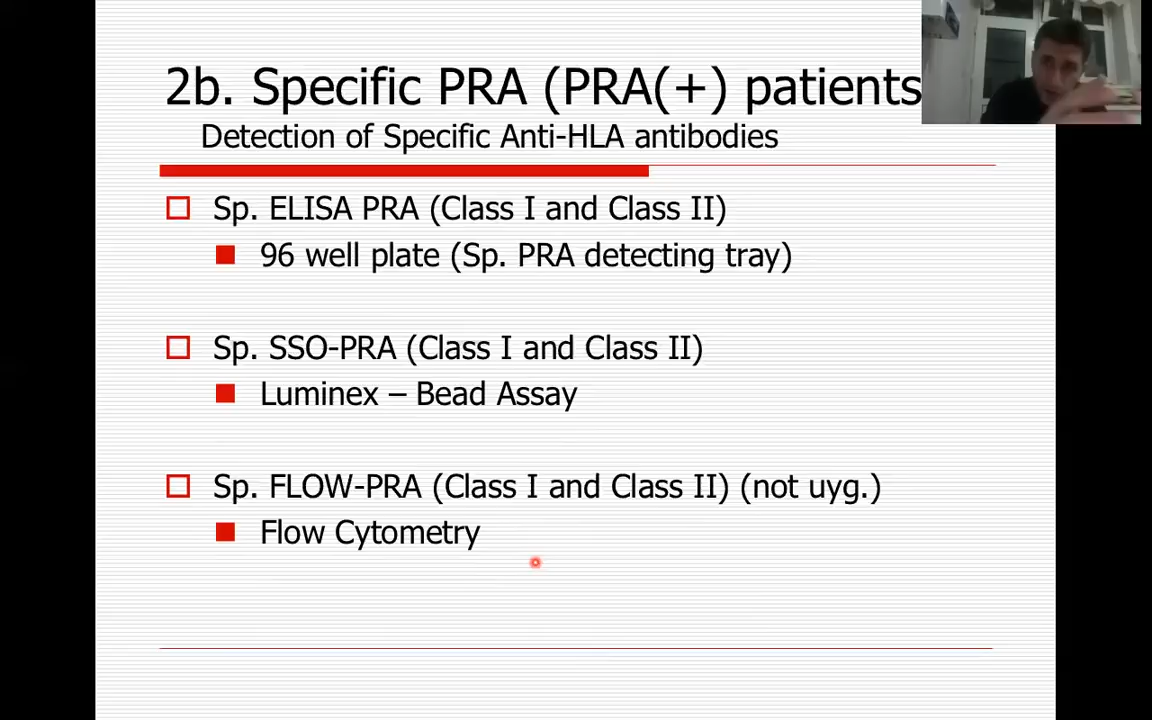 2b. Specific PRA (PRA(+) patients
Detection of Specific Anti-HLA antibodies
Sp. ELISA PRA (Class I and Class II)
96 well plate (Sp. PRA detecting tray)
Sp. SSO-PRA (Class I and Class II)
Luminex – Bead Assay
Sp. FLOW-PRA (Class I and Class II) (not uyg.)
Flow Cytometry